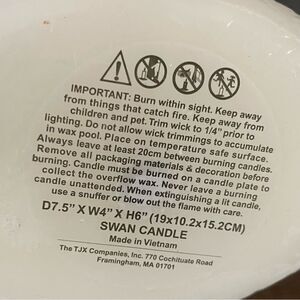 IMPORTANT: Burn within sight. Keep away
from things that catch fire. Keep away from
children and pet. Trim wick to 1/4" prior to
lighting. Do not allow wick trimmings to accumulate
in wax pool. Place on temperature safe surface.
Always leave at least 20cm between burning candles.
Remove all packaging materials & decoration before
burning. Candle must be burned on a candle plate to
collect the overflow wax. Never leave a burning
candle unattended. When extinguishing a lit candle,
use a snuffer or blow out the flame with care.
D7.5" X W4" X H6" (19x10.2x15.2CM)
SWAN CANDLE
Made in Vietnam
The TJX Companies, Inc. 770 Cochituate Road
Framingham, MA 01701